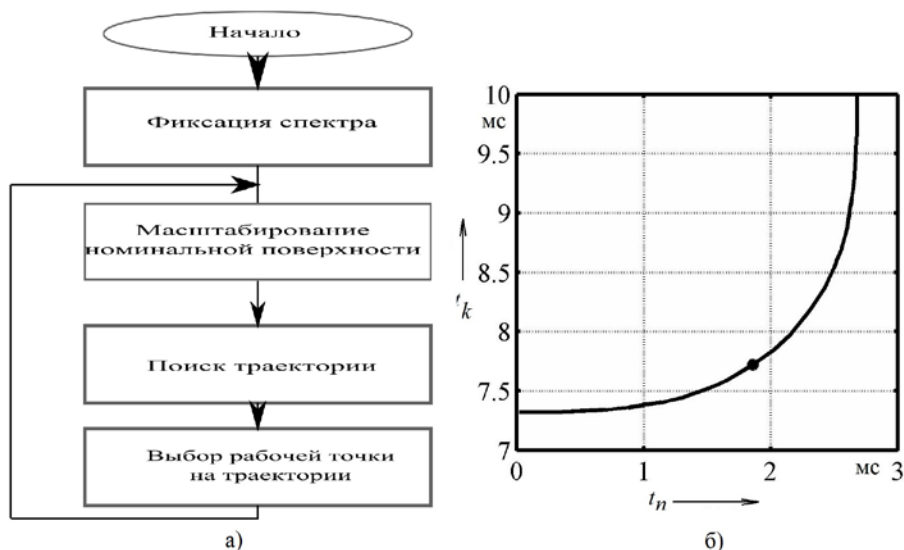 Начало
Фиксация спектра
Масштабирование
номинальной поверхности
Поиск траектории
Выбор рабочей точки
на траектории
а)
10
мс
9.5
9
8.5
8
7.5
7
t_k
0
1
2
мс
3
t_n
б)